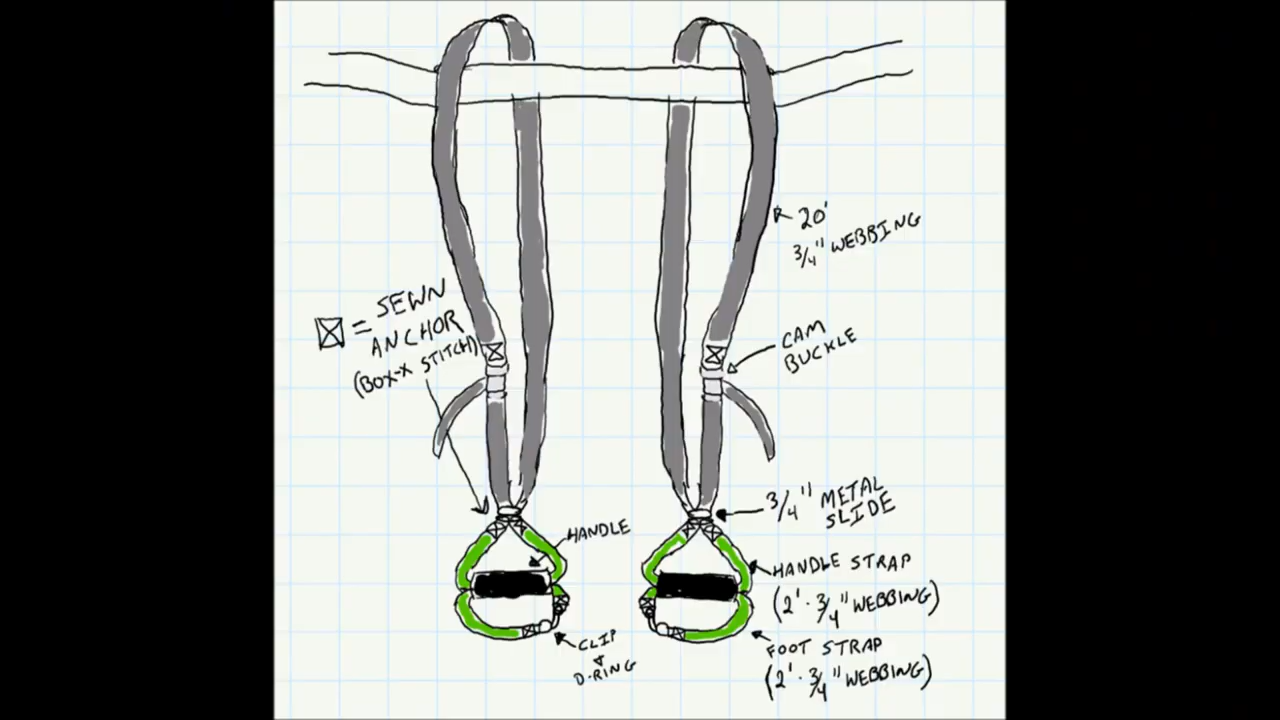 20'
3/4" WEBBING
⊠ = SEWN
ANCHOR
(BOX-X STITCH)
CAM
BUCKLE
3/4" METAL
SLIDE
HANDLE
HANDLE STRAP
(2' · 3/4" WEBBING)
CLIP
+
D-RING
FOOT STRAP
(2' · 3/4" WEBBING)